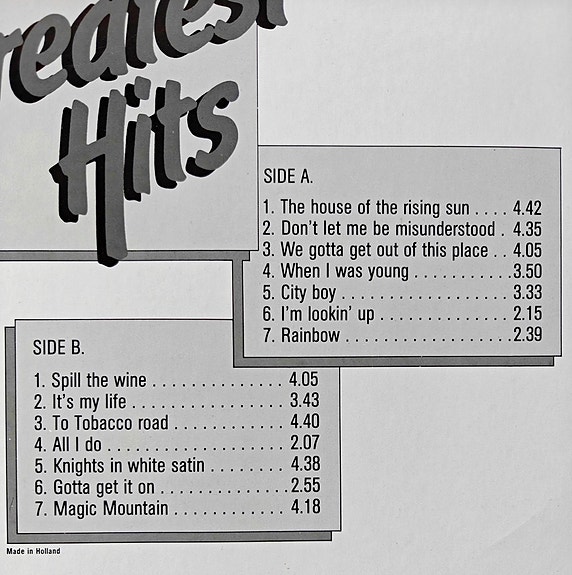 Greatest
Hits
SIDE A.
1. The house of the rising sun .... 4.42
2. Don't let me be misunderstood . 4.35
3. We gotta get out of this place .. 4.05
4. When I was young ..........3.50
5. City boy ................. 3.33
6. I'm lookin' up ............. 2.15
7. Rainbow .................2.39
SIDE B.
1. Spill the wine .............. 4.05
2. It's my life ................ 3.43
3. To Tobacco road ........... 4.40
4. All I do .................. 2.07
5. Knights in white satin ....... 4.38
6. Gotta get it on .............2.55
7. Magic Mountain ........... 4.18
Made in Holland